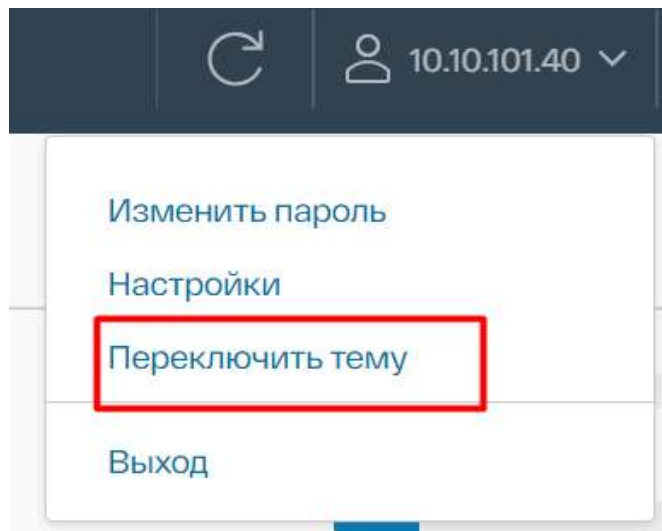 10.10.101.40
Изменить пароль
Настройки
Переключить тему
Выход